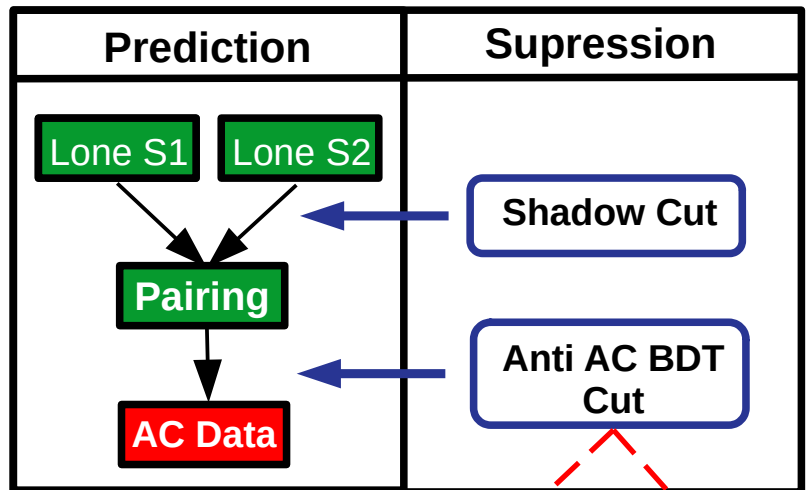 Prediction
Supression
Lone S1
Lone S2
Shadow Cut
Pairing
Anti AC BDT
Cut
AC Data